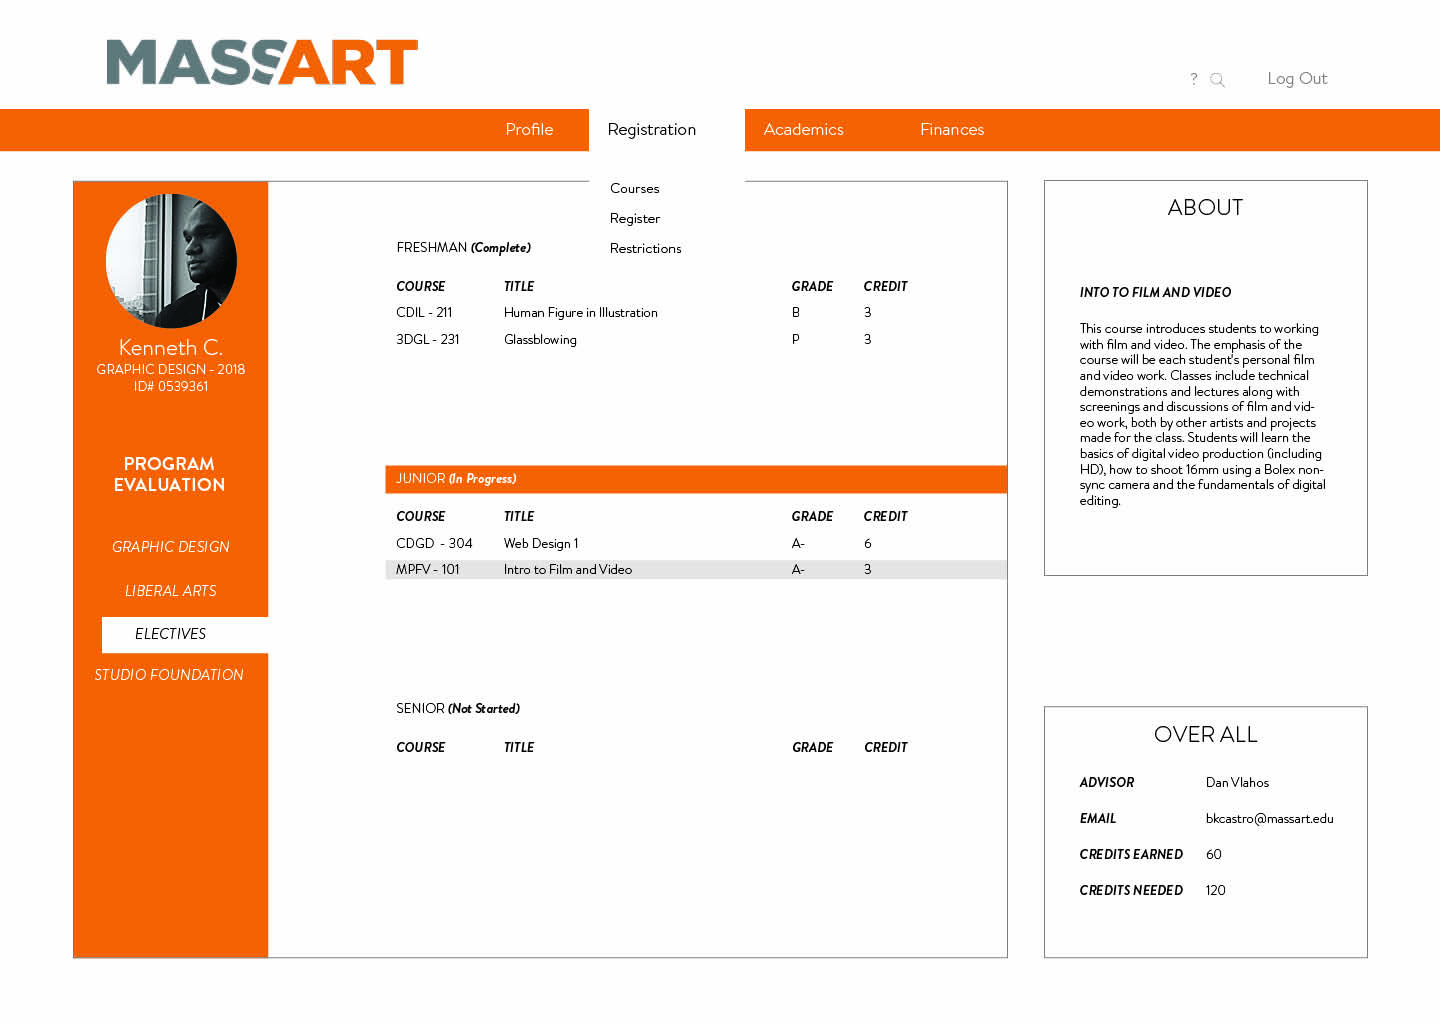 MASSART
? Log Out
Profile Registration Academics Finances
Courses
Register
Restrictions
Kenneth C.
GRAPHIC DESIGN - 2018
ID# 0539361
PROGRAM
EVALUATION
GRAPHIC DESIGN
LIBERAL ARTS
ELECTIVES
STUDIO FOUNDATION
FRESHMAN (Complete)
COURSE TITLE GRADE CREDIT
CDIL - 211 Human Figure in Illustration B 3
3DGL - 231 Glassblowing P 3
JUNIOR (In Progress)
COURSE TITLE GRADE CREDIT
CDGD - 304 Web Design 1 A- 6
MPFV - 101 Intro to Film and Video A- 3
SENIOR (Not Started)
COURSE TITLE GRADE CREDIT
ABOUT
INTO TO FILM AND VIDEO
This course introduces students to working
with film and video. The emphasis of the
course will be each student's personal film
and video work. Classes include technical
demonstrations and lectures along with
screenings and discussions of film and vid-
eo work, both by other artists and projects
made for the class. Students will learn the
basics of digital video production (including
HD), how to shoot 16mm using a Bolex non-
sync camera and the fundamentals of digital
editing.
OVER ALL
ADVISOR Dan Vlahos
EMAIL bkcastro@massart.edu
CREDITS EARNED 60
CREDITS NEEDED 120